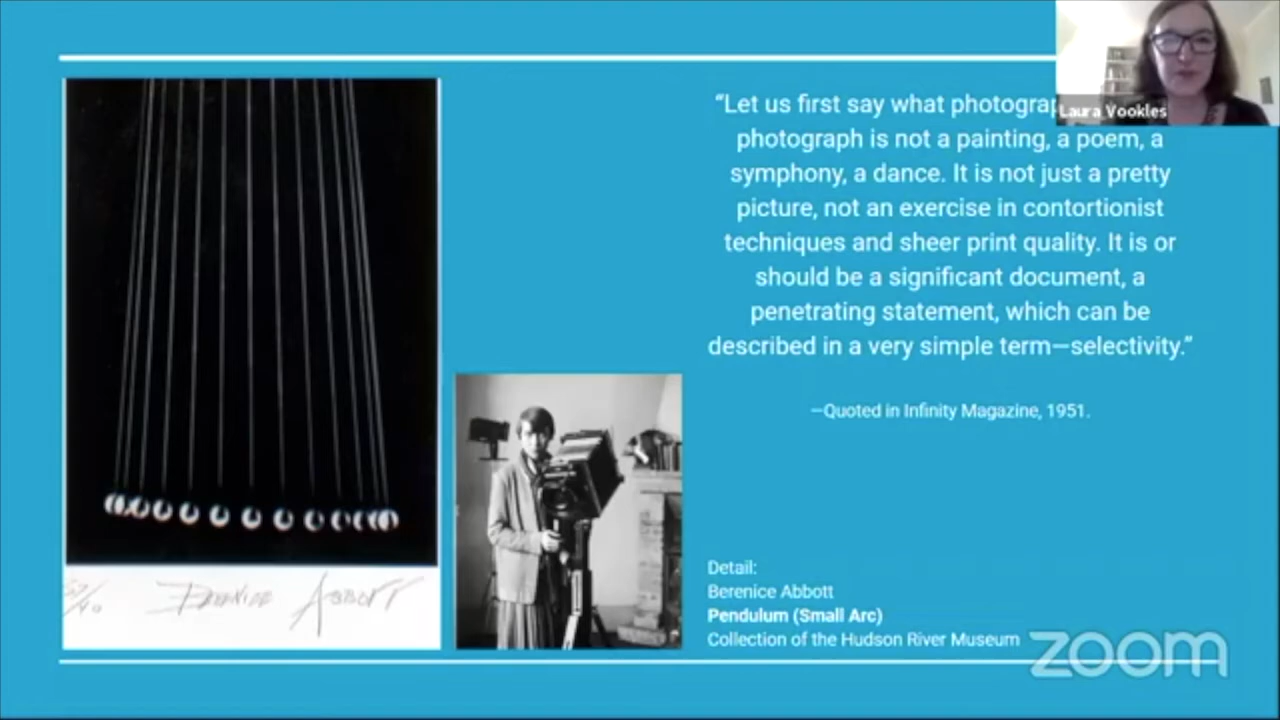 Laura Vookles
“Let us first say what
photograph is not a painting, a poem, a
symphony, a dance. It is not just a pretty
picture, not an exercise in contortionist
techniques and sheer print quality. It is or
should be a significant document, a
penetrating statement, which can be
described in a very simple term—selectivity.”
—Quoted in Infinity Magazine, 1951.
Berenice Abbott
Detail:
Berenice Abbott
Pendulum (Small Arc)
Collection of the Hudson River Museum
zoom